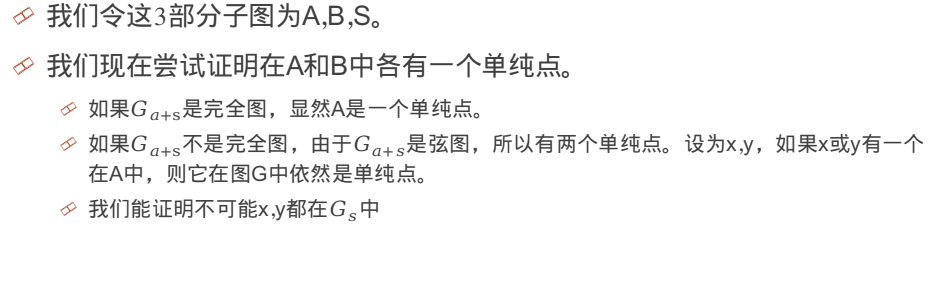 我们令这3部分子图为A,B,S。
我们现在尝试证明在A和B中各有一个单纯点。
如果G a+s是完全图，显然A是一个单纯点。
如果G a+s不是完全图，由于G a+s是弦图，所以有两个单纯点。设为x,y，如果x或y有一个
在A中，则它在图G中依然是单纯点。
我们能证明不可能x,y都在G s中